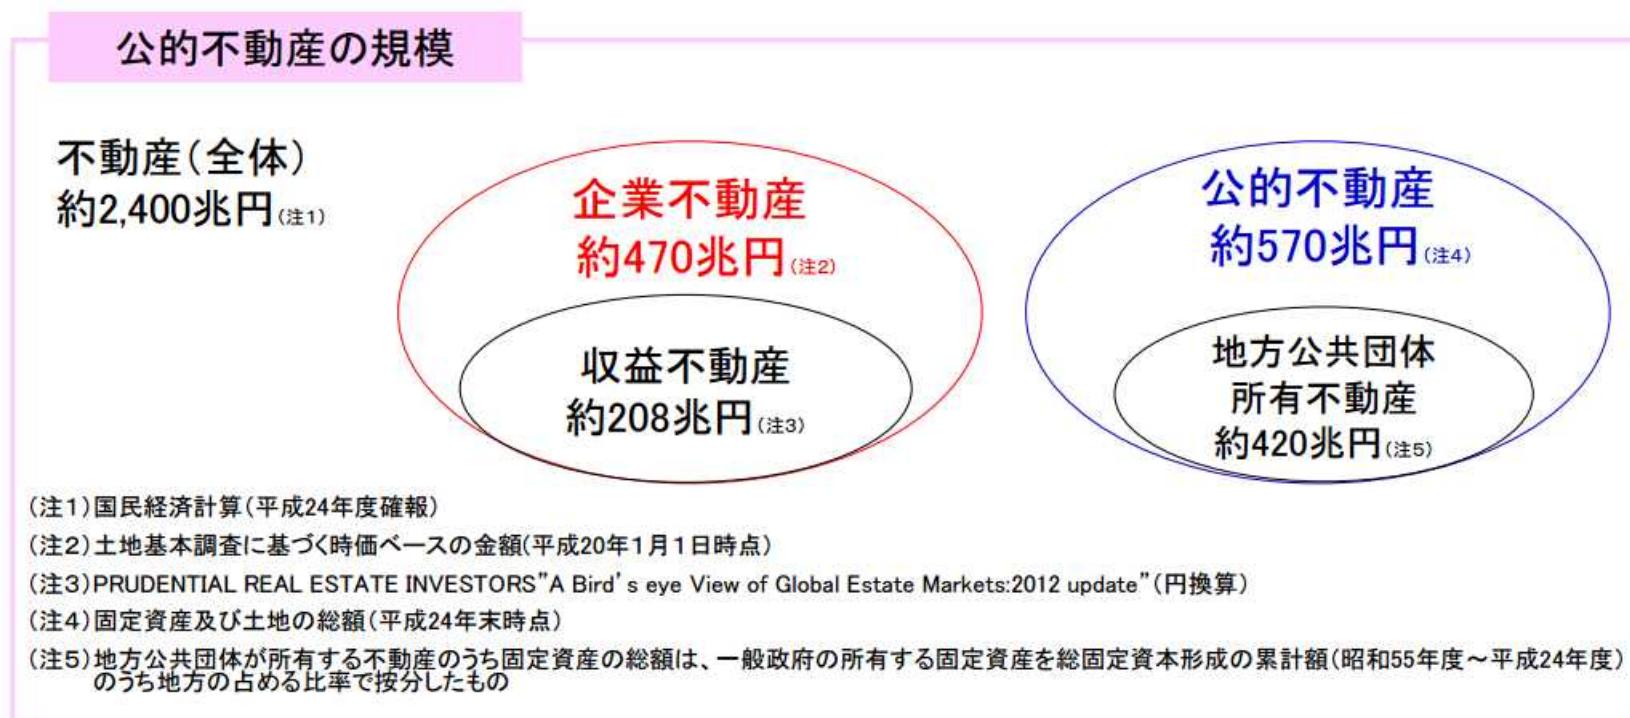 公的不動産の規模
不動産（全体）
約2,400兆円（注1）
企業不動産
約470兆円（注2）
収益不動産
約208兆円（注3）
公的不動産
約570兆円（注4）
地方公共団体
所有不動産
約420兆円（注5）
（注１）国民経済計算（平成24年度確報）
（注２）土地基本調査に基づく時価ベースの金額(平成20年１月１日時点）
（注３）PRUDENTIAL REAL ESTATE INVESTORS”A Bird’s eye View of Global Estate Markets:2012 update”（円換算）
（注４）固定資産及び土地の総額（平成24年末時点）
（注５）地方公共団体が所有する不動産のうち固定資産の総額は、一般政府の所有する固定資産を総固定資本形成の累計額（昭和55年度～平成24年度）
のうち地方の占める比率で按分したもの